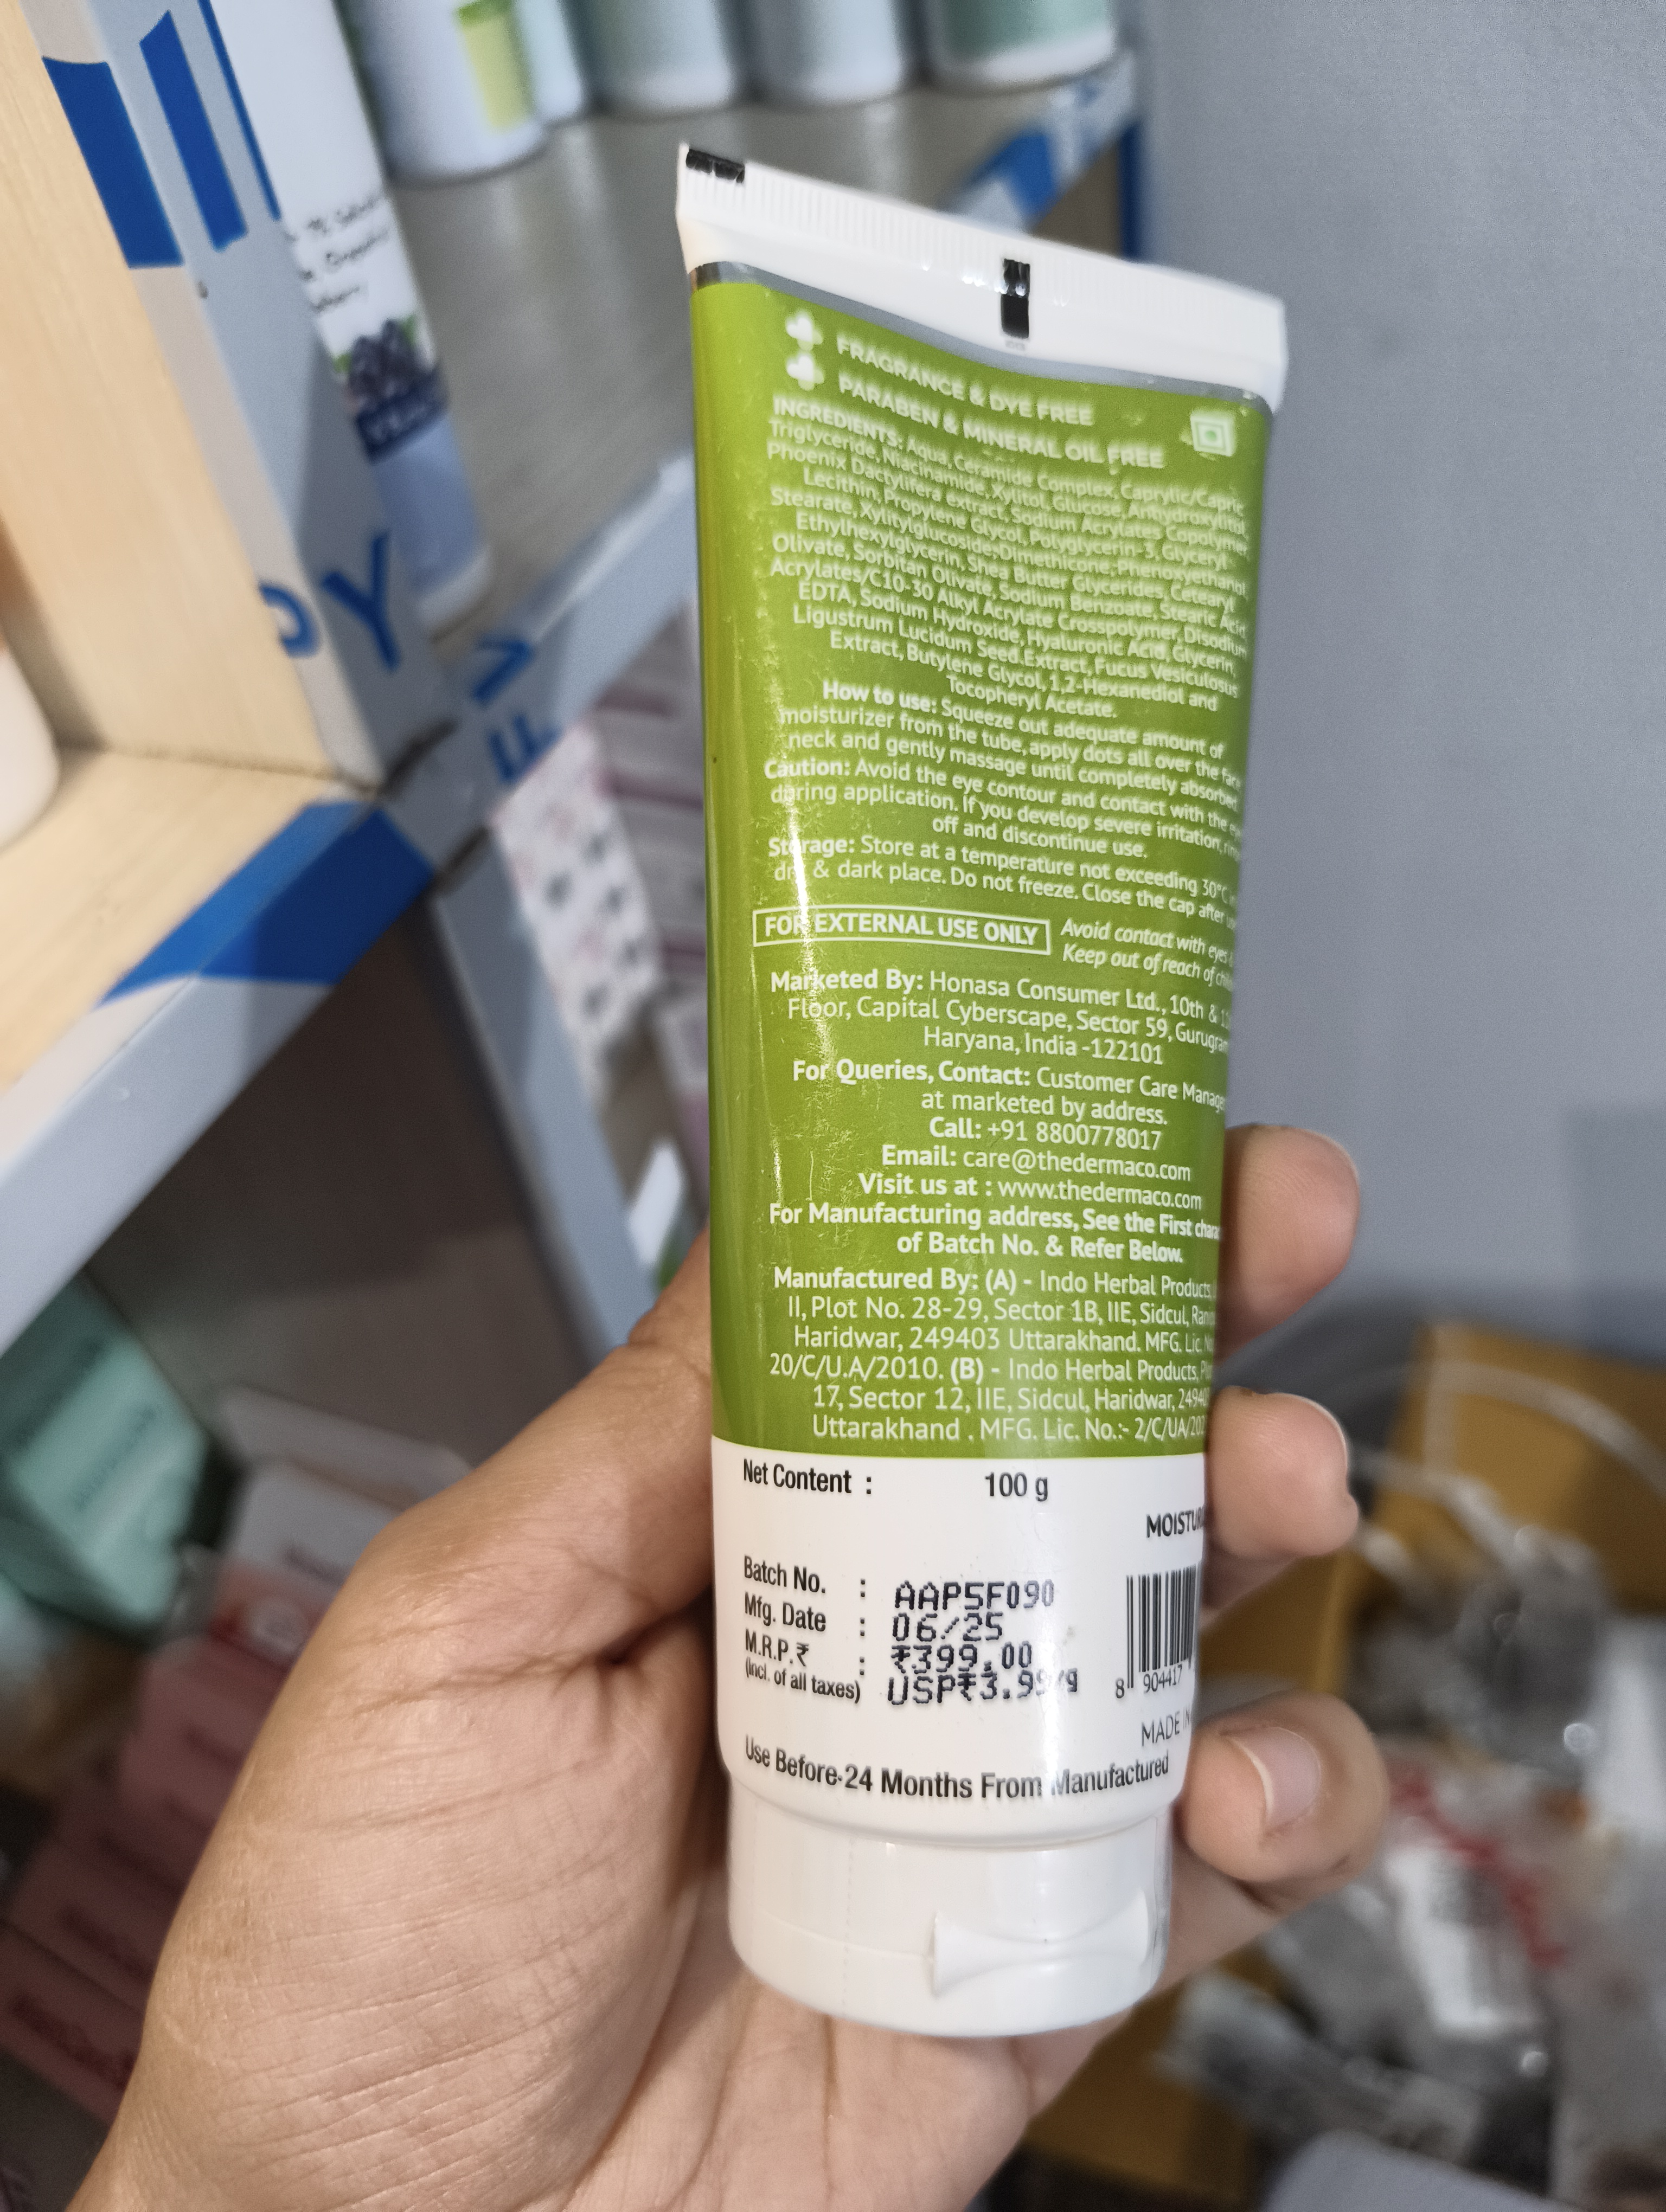 FRAGRANCE & DYE FREE
PARABEN & MINERAL OIL FREE
INGREDIENTS: Aqua, Ceramide Complex, Caprylic/Capric
Triglyceride, Niacinamide, Xylitol, Glucose, Anhydroxylitol,
Phoenix Dactylifera extract, Sodium Acrylates Copolymer,
Lecithin, Propylene Glycol, Polyglycerin-3, Glyceryl
Stearate, Xylitylglucoside, Dimethicone, Phenoxyethanol,
Ethylhexylglycerin, Shea Butter Glycerides, Cetearyl
Olivate, Sorbitan Olivate, Sodium Benzoate, Stearic Acid,
Acrylates/C10-30 Alkyl Acrylate Crosspolymer, Disodium
EDTA, Sodium Hydroxide, Hyaluronic Acid, Glycerin,
Ligustrum Lucidum Seed Extract, Fucus Vesiculosus
Extract, Butylene Glycol, 1,2-Hexanediol and
Tocopheryl Acetate.
How to use: Squeeze out adequate amount of
moisturizer from the tube, apply dots all over the face
neck and gently massage until completely absorbed
Caution: Avoid the eye contour and contact with the
during application. If you develop severe irritation,
off and discontinue use.
Storage: Store at a temperature not exceeding 30°C
dry & dark place. Do not freeze. Close the cap after
FOR EXTERNAL USE ONLY
Avoid contact with eyes
Keep out of reach of
Marketed By: Honasa Consumer Ltd., 10th &
Floor, Capital Cyberscape, Sector 59, Gurugram
Haryana, India -122101
For Queries, Contact: Customer Care Manage
at marketed by address.
Call: +91 8800778017
Email: care@thedermaco.com
Visit us at : www.thedermaco.com
For Manufacturing address, See the First chara
of Batch No. & Refer Below.
Manufactured By: (A) - Indo Herbal Products,
II, Plot No. 28-29, Sector 1B, IIE, Sidcul,
Haridwar, 249403 Uttarakhand. MFG. Lic.
20/C/U.A/2010. (B) - Indo Herbal Products,
17, Sector 12, IIE, Sidcul, Haridwar, 2494
Uttarakhand . MFG. Lic. No.:- 2/C/UA/20
Net Content : 100 g
MOISTUR
Batch No. : AAP5F090
Mfg. Date : 06/25
M.R.P.₹ : ₹399.00
(incl. of all taxes) USP₹3.99/g
8 904417
MADE IN
Use Before-24 Months From Manufactured